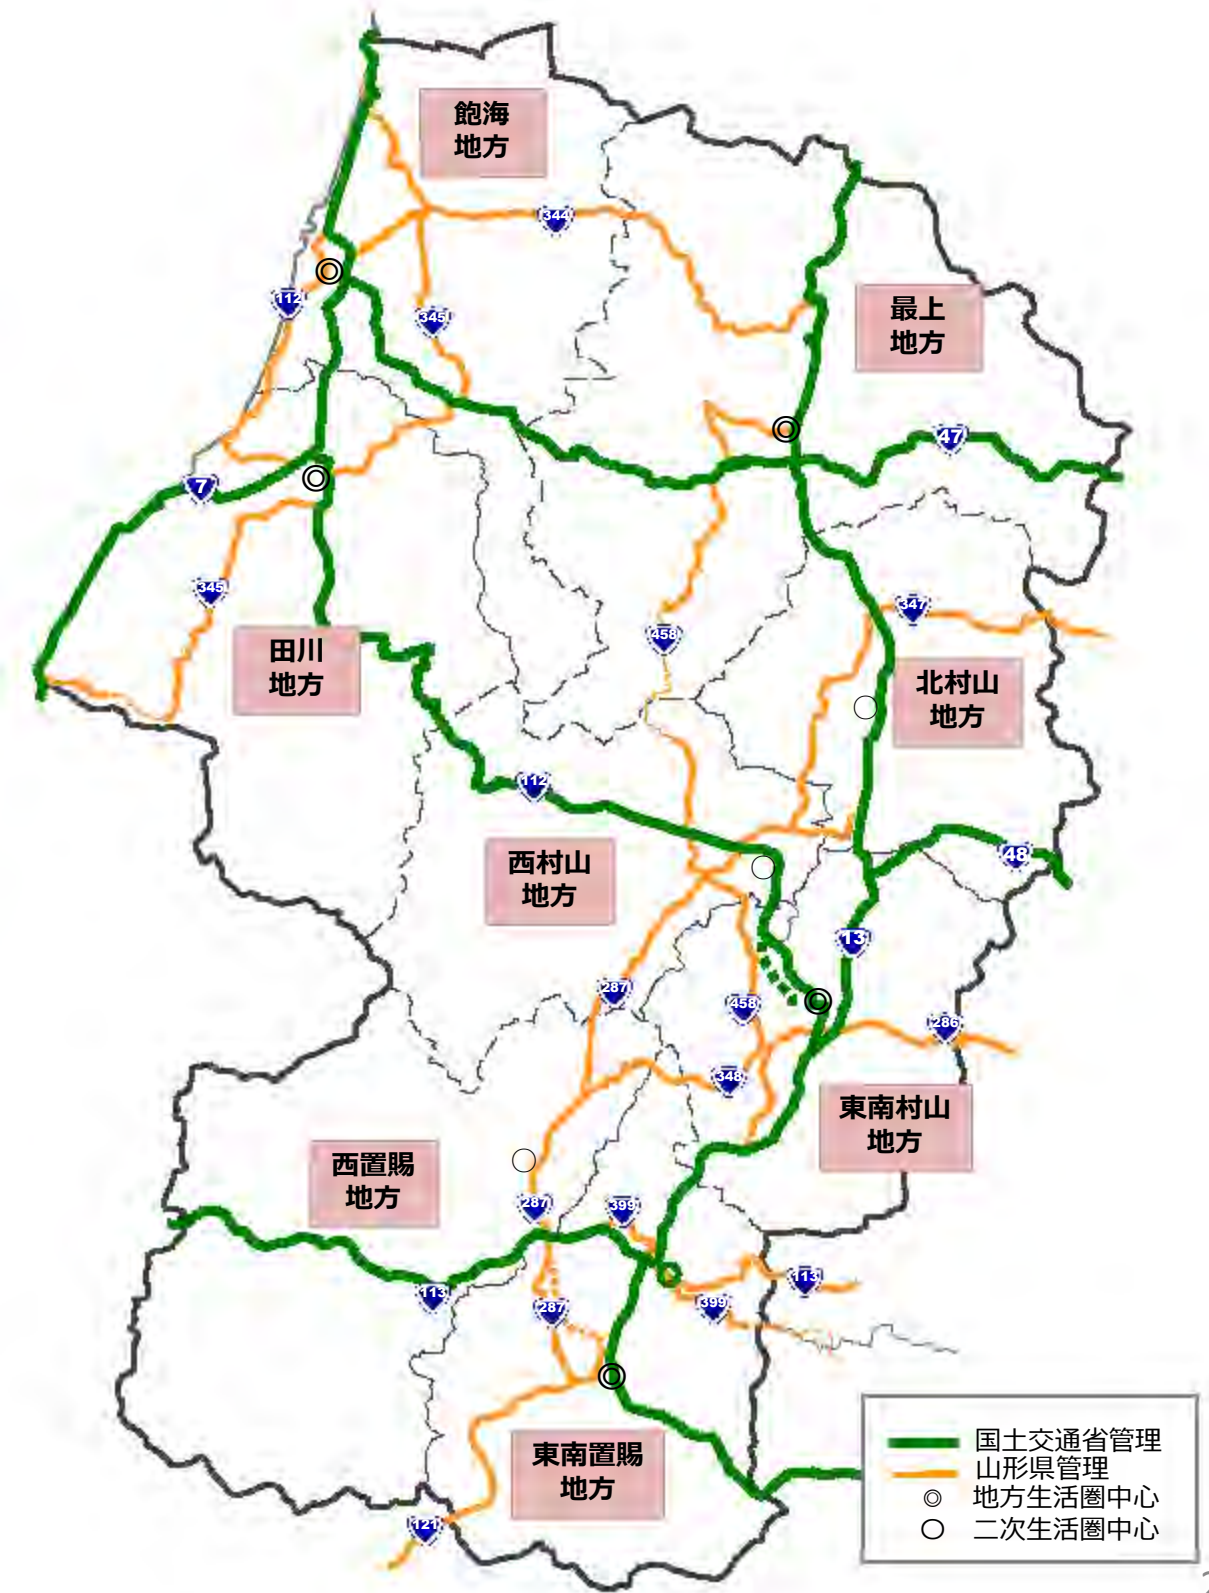 飽海
地方
344
112
345
最上
地方
47
7
345
347
458
田川
地方
北村山
地方
112
48
西村山
地方
13
287
458
286
348
東南村山
地方
西置賜
地方
287
399
113
113
399
287
東南置賜
地方
121
国土交通省管理
山形県管理
地方生活圏中心
二次生活圏中心